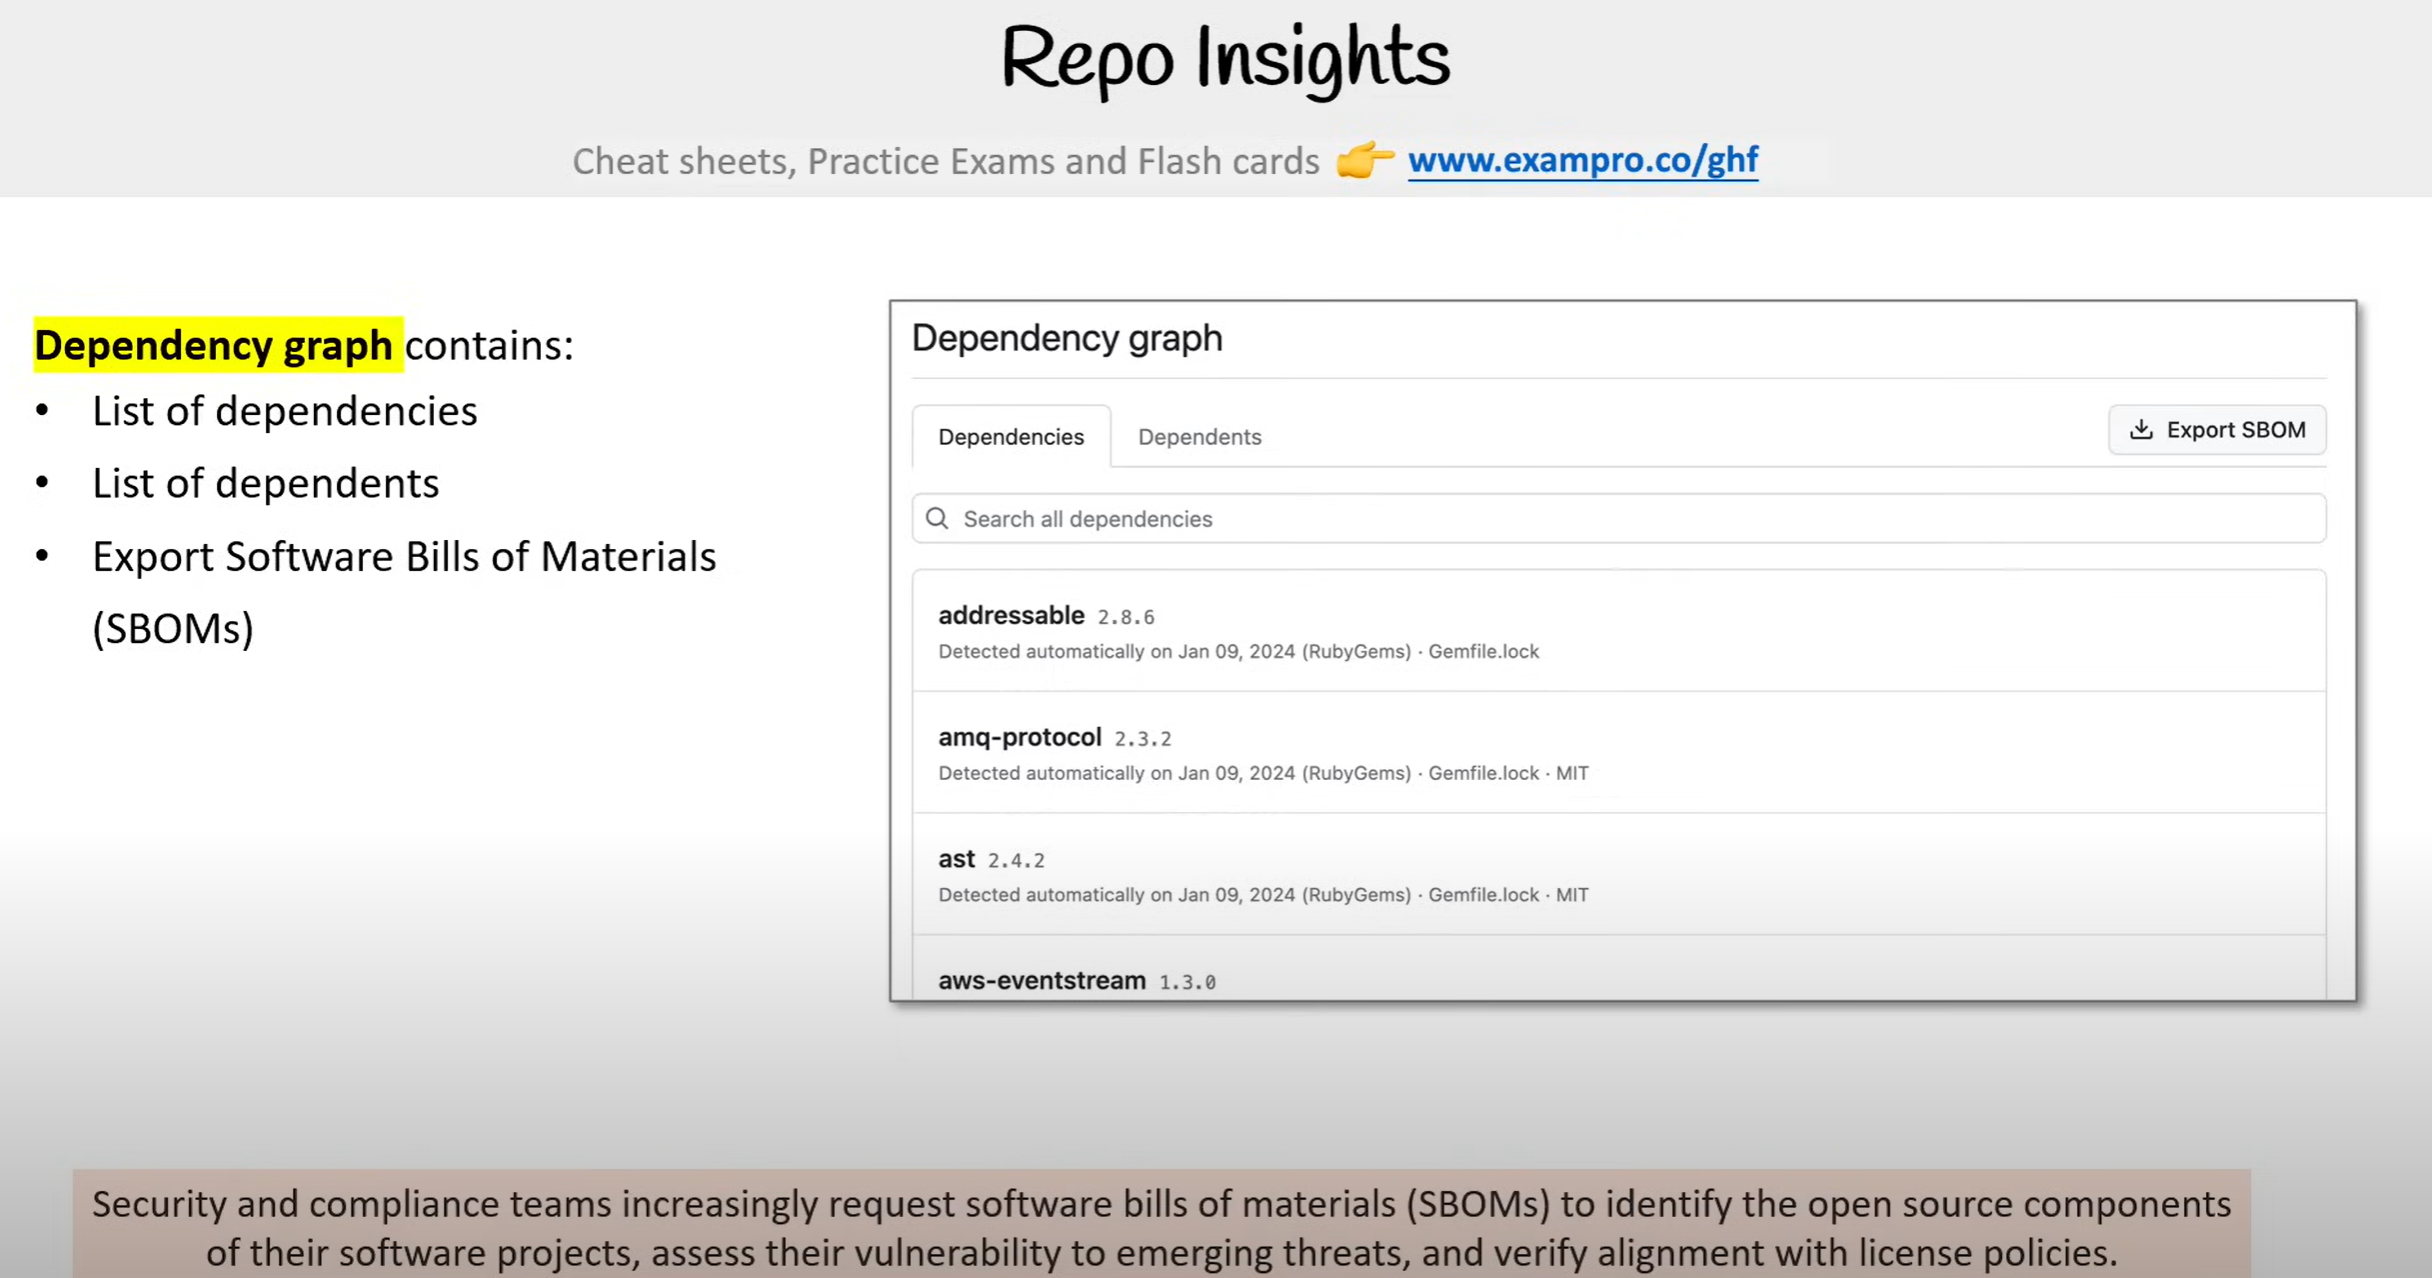 Repo Insights
Cheat sheets, Practice Exams and Flash cards 👉 www.exampro.co/ghf
Dependency graph contains:
• List of dependencies
• List of dependents
• Export Software Bills of Materials
(SBOMs)
Dependency graph
Dependencies Dependents Export SBOM
Search all dependencies
addressable 2.8.6
Detected automatically on Jan 09, 2024 (RubyGems) · Gemfile.lock
amq-protocol 2.3.2
Detected automatically on Jan 09, 2024 (RubyGems) · Gemfile.lock · MIT
ast 2.4.2
Detected automatically on Jan 09, 2024 (RubyGems) · Gemfile.lock · MIT
aws-eventstream 1.3.0
Security and compliance teams increasingly request software bills of materials (SBOMs) to identify the open source components
of their software projects, assess their vulnerability to emerging threats, and verify alignment with license policies.